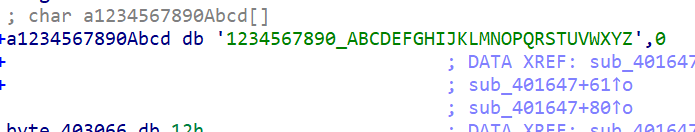 ; char a1234567890Abcd[]
a1234567890Abcd db '1234567890_ABCDEFGHIJKLMNOPQRSTUVWXYZ',0
; DATA XREF: sub_401647
; sub_401647+61↑o
; sub_401647+80↑o
byte_403066 db 12h ; DATA XREF: sub_401647